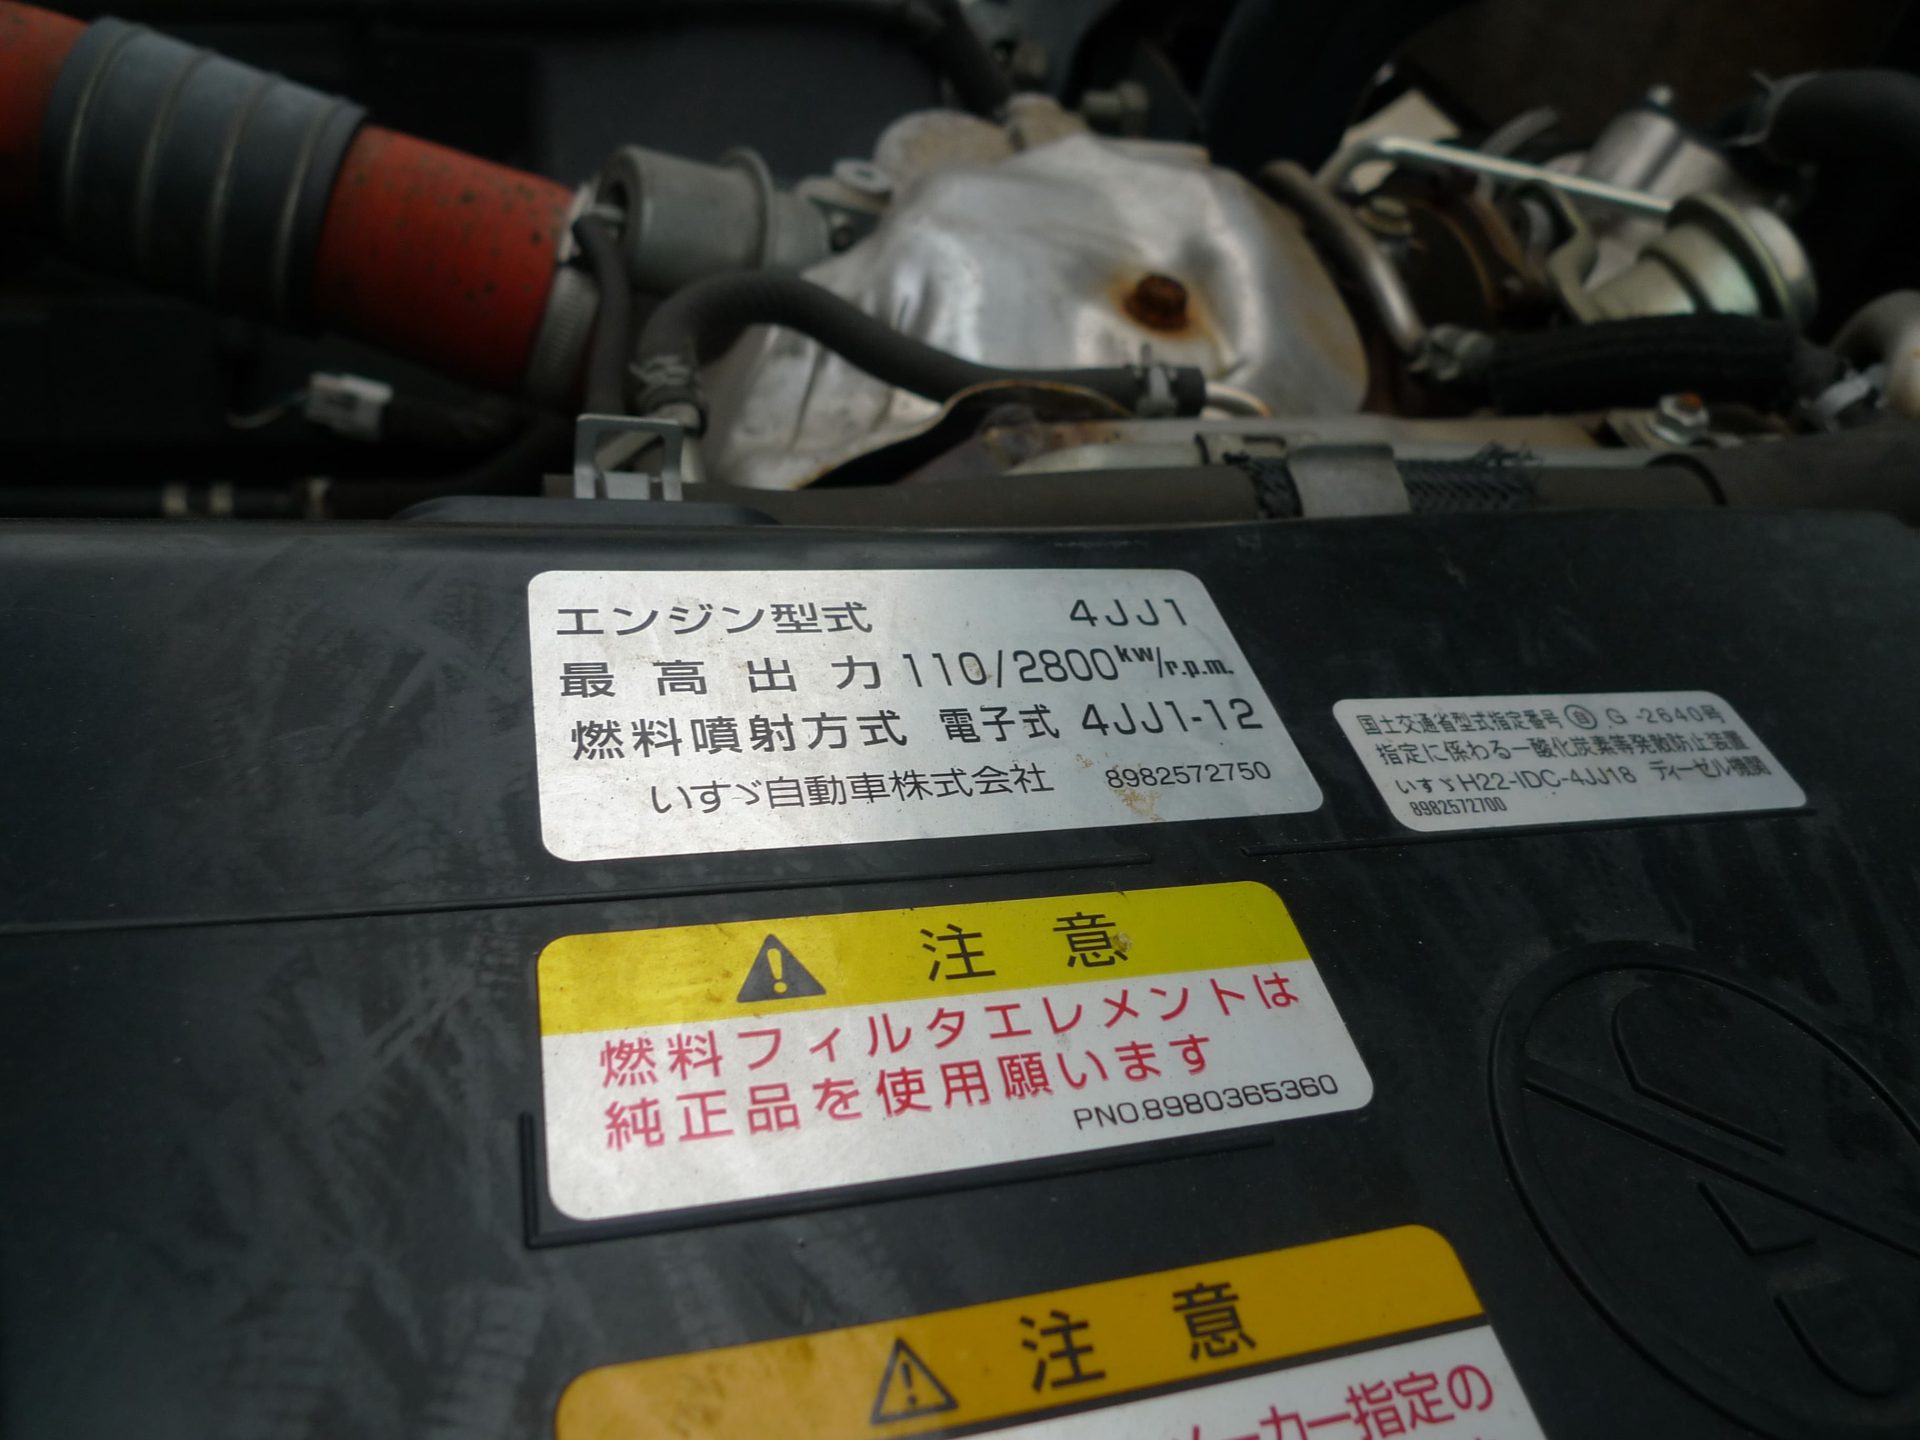 エンジン型式 4JJ1
最高出力 110/2800kw/r.p.m.
燃料噴射方式 電子式 4JJ1-12
いすゞ自動車株式会社 8982572750
国土交通省型式指定番号 自 G-2640号
指定に係わる一酸化炭素等発散防止装置
いすゞH22-IDC-4JJ18 ディーゼル機関
8982572700
注意
燃料フィルタエレメントは
純正品を使用願います
PNO.8980365360
注意
メーカー指定の